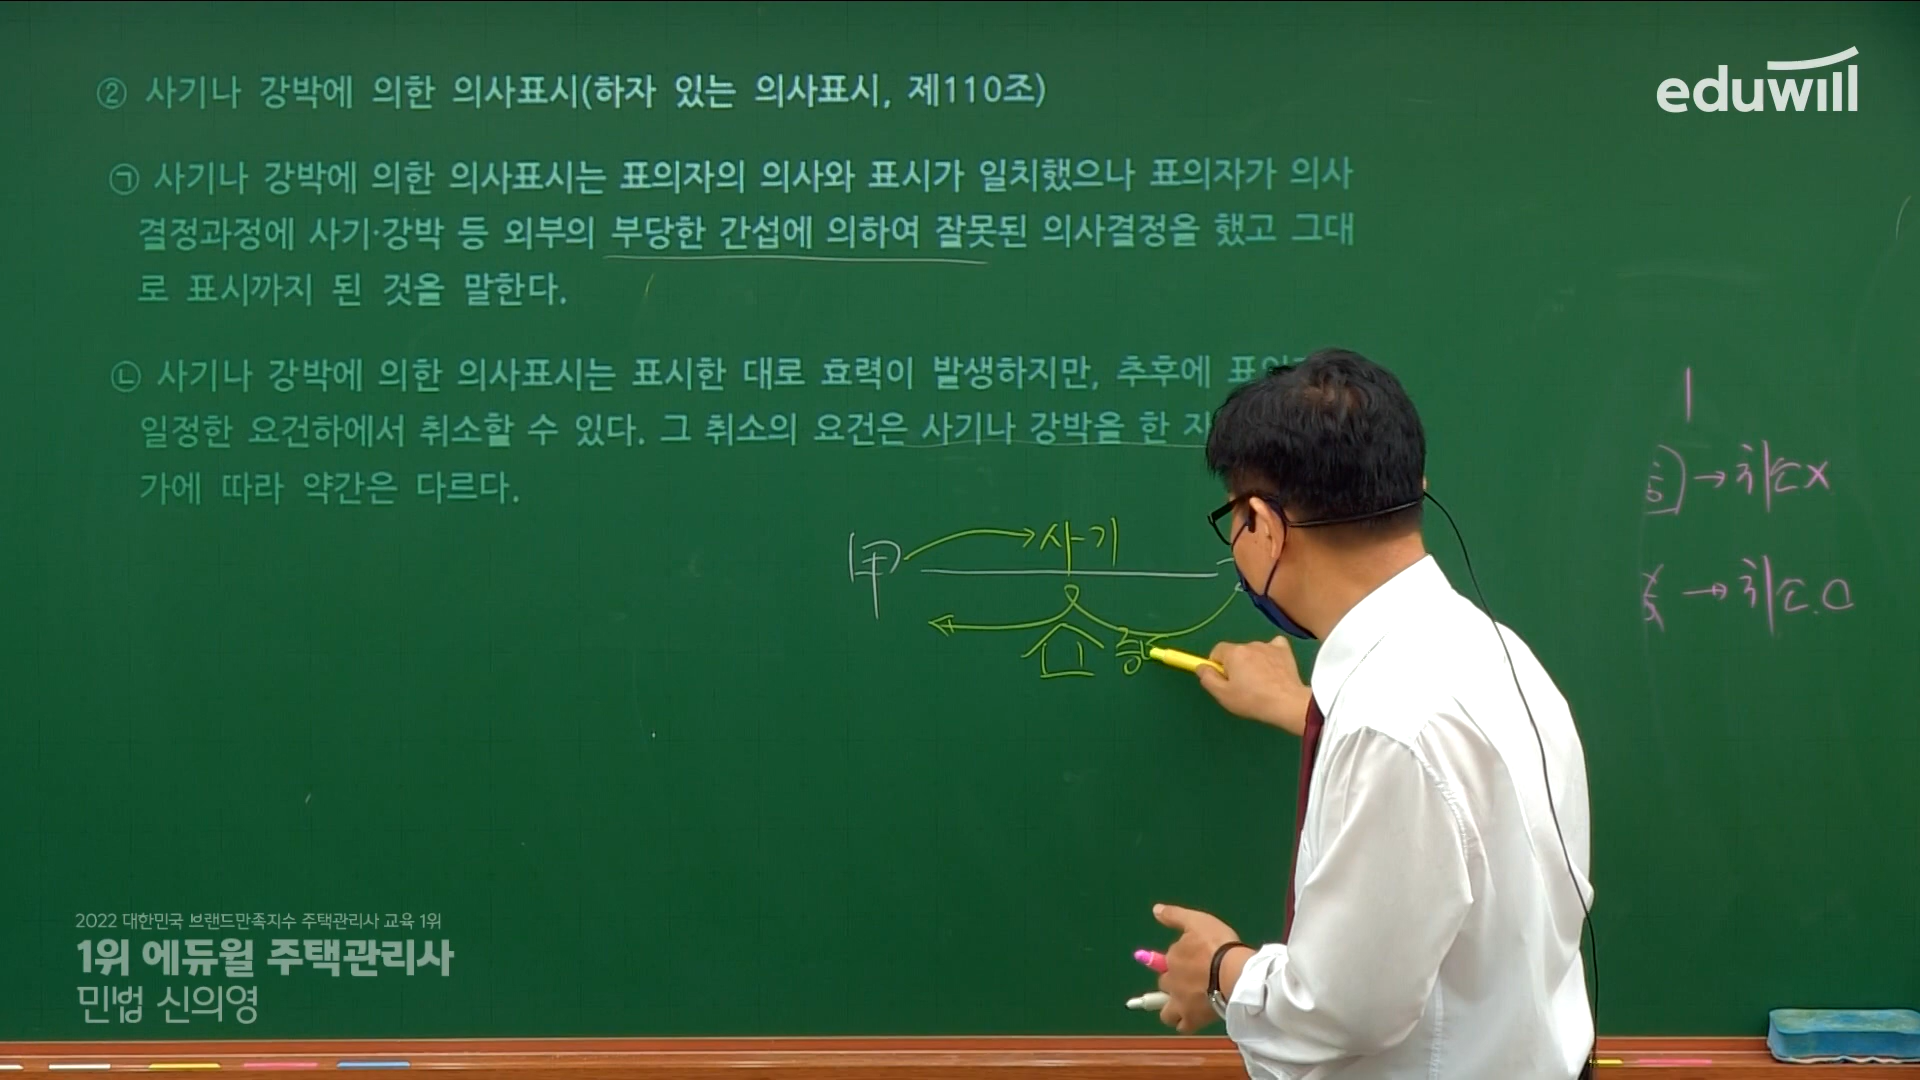 ② 사기나 강박에 의한 의사표시(하자 있는 의사표시, 제110조)
eduwill
㉠ 사기나 강박에 의한 의사표시는 표의자의 의사와 표시가 일치했으나 표의자가 의사
결정과정에 사기·강박 등 외부의 부당한 간섭에 의하여 잘못된 의사결정을 했고 그대
로 표시까지 된 것을 말한다.
㉡ 사기나 강박에 의한 의사표시는 표시한 대로 효력이 발생하지만, 추후에
일정한 요건하에서 취소할 수 있다. 그 취소의 요건은 사기나 강박을 한
가에 따라 약간은 다르다.
甲 사기
증
→ 취소 X
→ 취소 O
2022 대한민국 브랜드만족지수 주택관리사 교육 1위
1위 에듀윌 주택관리사
민법 신의영